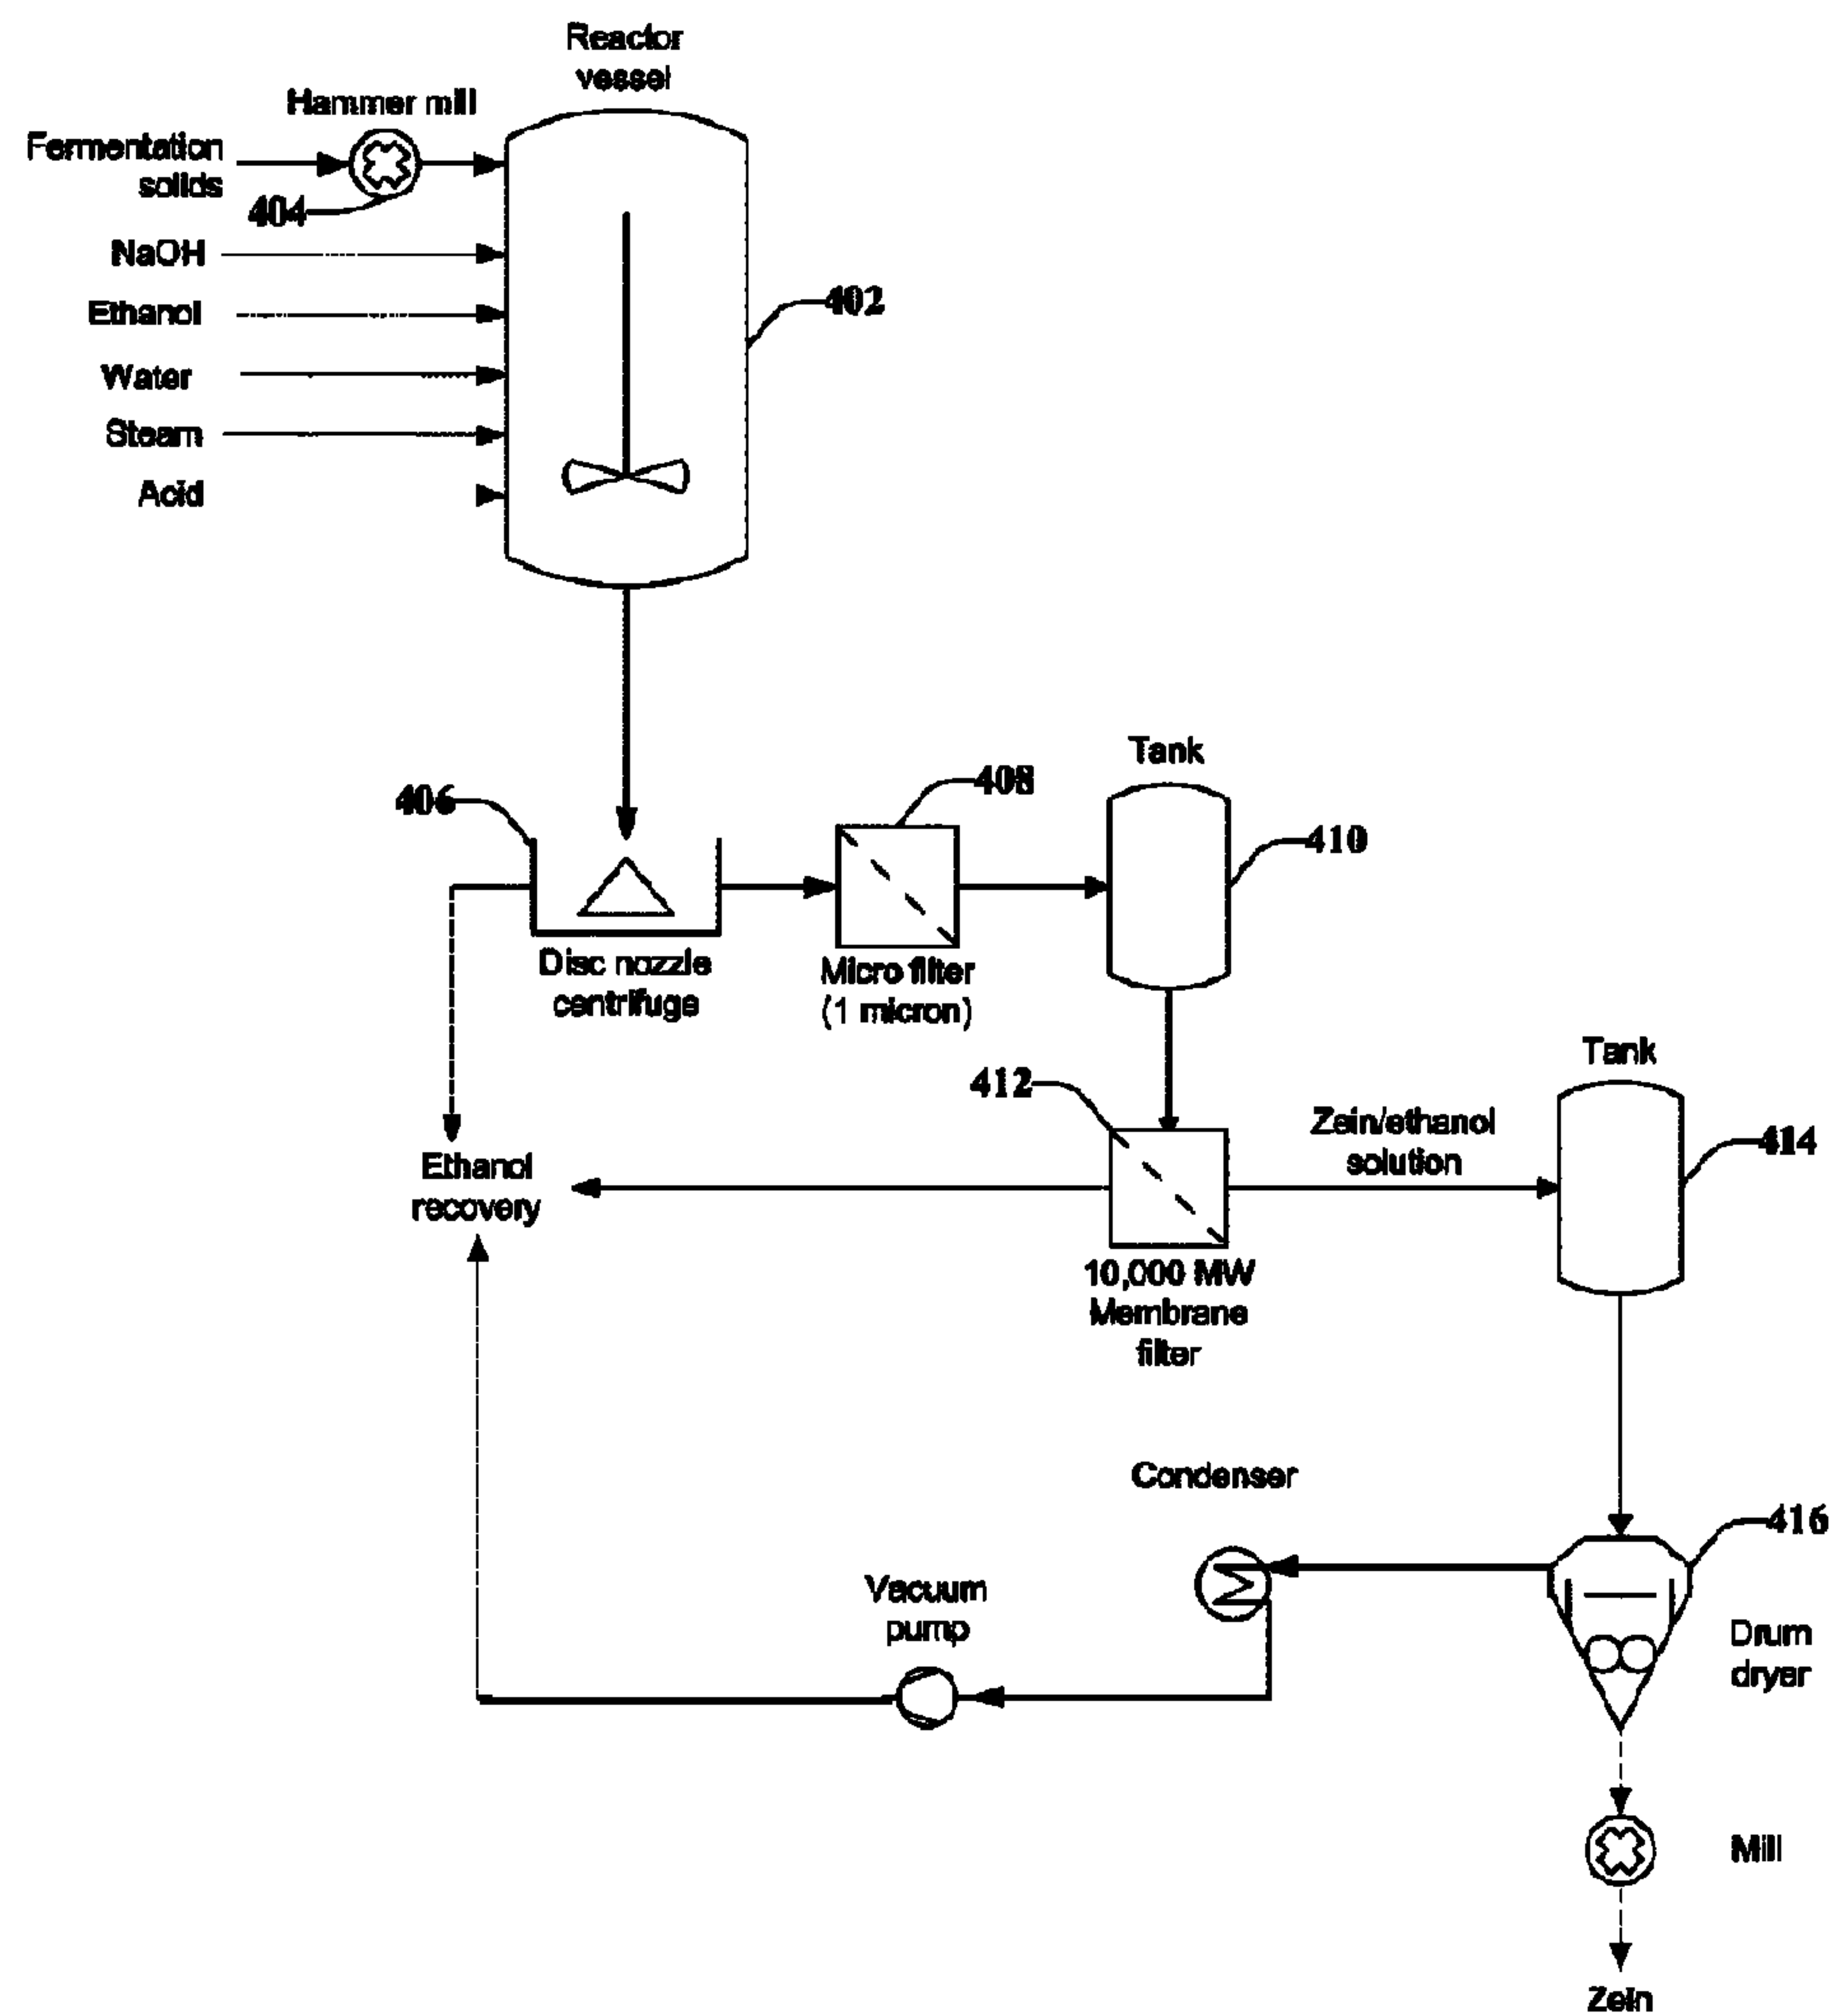 Reactor
vessel
Hammer mill
Fermentation
solids
404
NaOH
Ethanol
402
Water
Steam
Acid
Tank
406
408
410
Disc nozzle
centrifuge
Micro filter
(1 micron)
Tank
412
Zein/ethanol
solution
414
Ethanol
recovery
10,000 MW
Membrane
filter
Condenser
416
Vacuum
pump
Drum
dryer
Mill
Zein